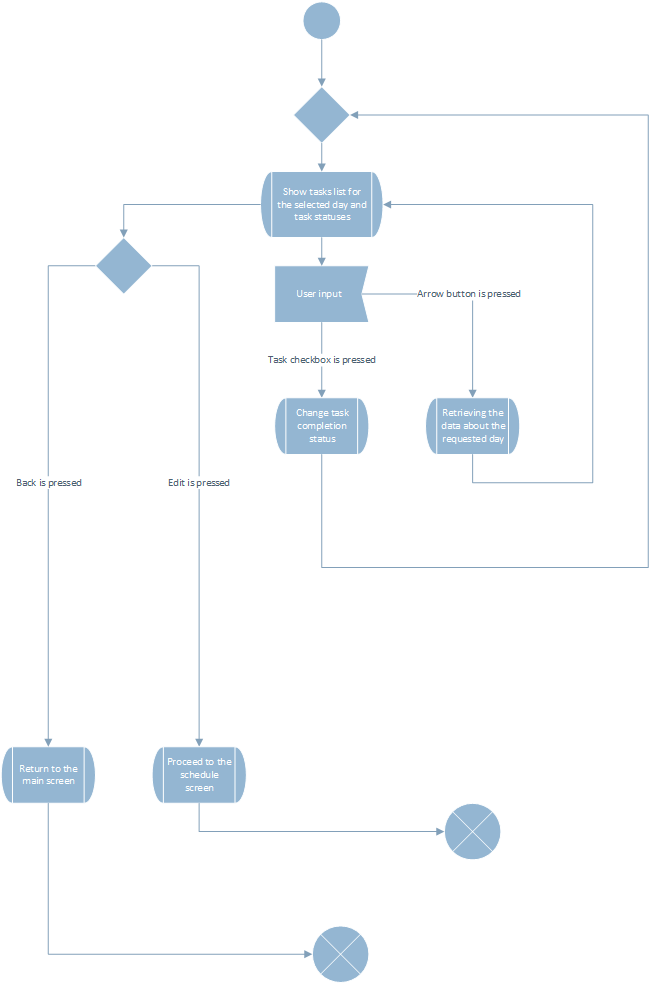 Show tasks list for
the selected day and
task statuses
User input
Arrow button is pressed
Task checkbox is pressed
Change task
completion
status
Retrieving the
data about the
requested day
Back is pressed
Edit is pressed
Return to the
main screen
Proceed to the
schedule
screen